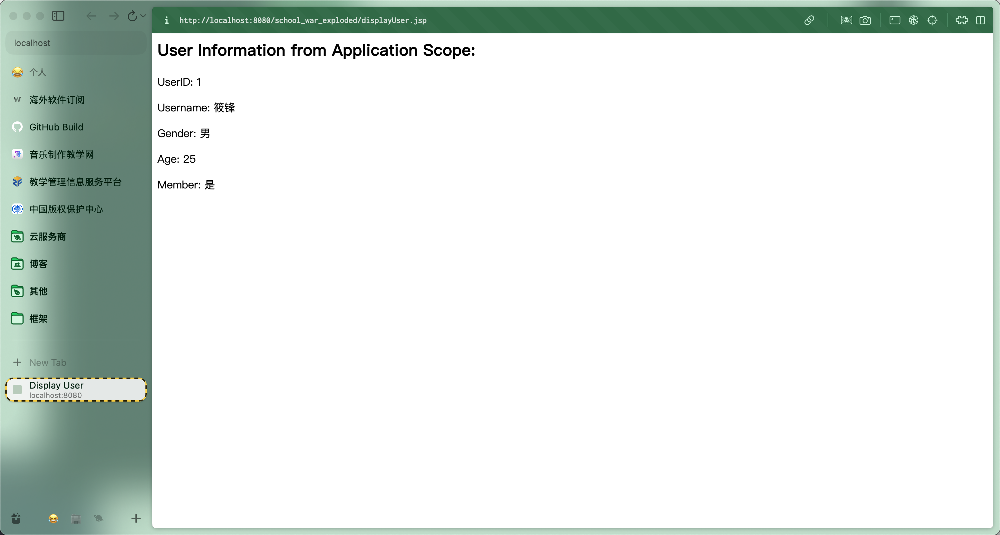 localhost
个人
W 海外软件订阅
GitHub Build
音乐制作教学网
教学管理信息服务平台
中国版权保护中心
云服务商
博客
其他
框架
New Tab
Display User
localhost:8080
http://localhost:8080/school_war_exploded/displayUser.jsp
User Information from Application Scope:
UserID: 1
Username: 筱锋
Gender: 男
Age: 25
Member: 是